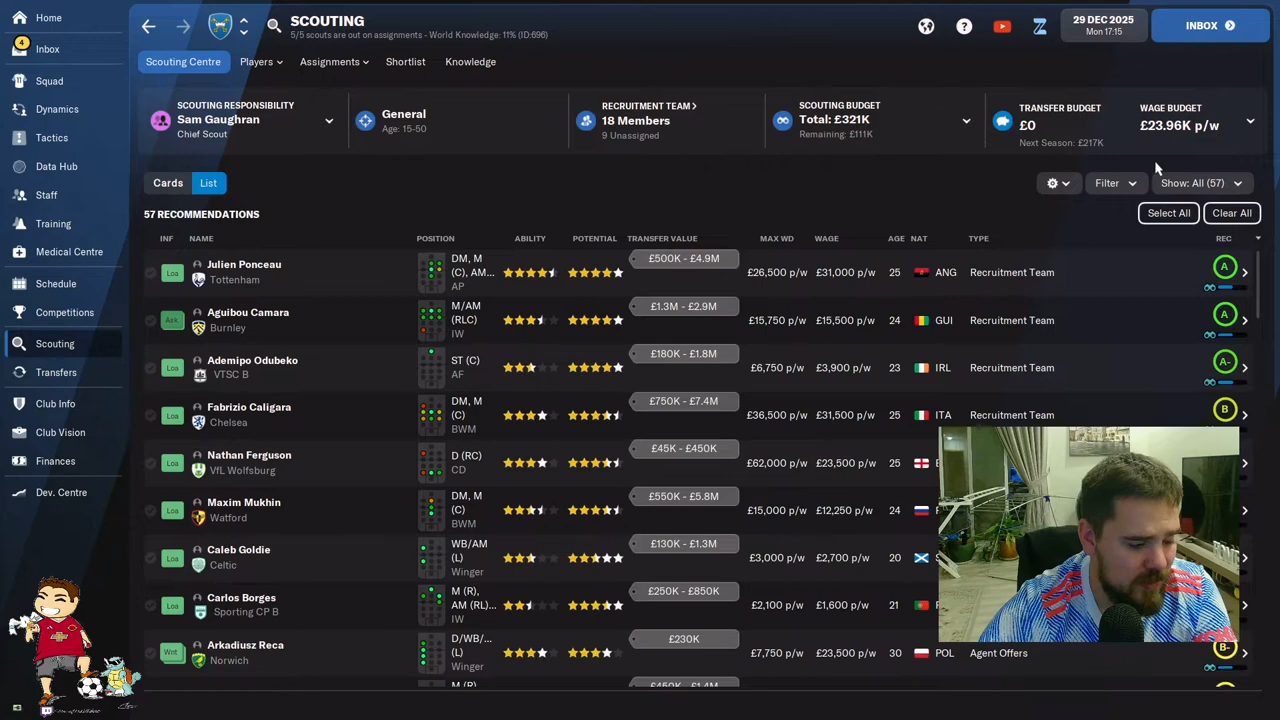 Home
4
Inbox
Squad
Dynamics
Tactics
Data Hub
Staff
Training
Medical Centre
Schedule
Competitions
Scouting
Transfers
Club Info
Club Vision
Finances
Dev. Centre
SCOUTING
5/5 scouts are out on assignments - World Knowledge: 11% (ID:696)
29 DEC 2025
Mon 17:15
INBOX
Scouting Centre
Players
Assignments
Shortlist
Knowledge
SCOUTING RESPONSIBILITY
Sam Gaughran
Chief Scout
General
Age: 15-50
RECRUITMENT TEAM
18 Members
9 Unassigned
SCOUTING BUDGET
Total: £321K
Remaining: £111K
TRANSFER BUDGET
£0
Next Season: £217K
WAGE BUDGET
£23.96K p/w
Cards
List
Filter
Show: All (57)
57 RECOMMENDATIONS
Select All
Clear All
INF NAME POSITION ABILITY POTENTIAL TRANSFER VALUE MAX WD WAGE AGE NAT TYPE REC
Loa Julien Ponceau Tottenham DM, M (C), AM... AP £500K - £4.9M £26,500 p/w £31,000 p/w 25 ANG Recruitment Team A
Ask Aguibou Camara Burnley M/AM (RLC) IW £1.3M - £2.9M £15,750 p/w £15,500 p/w 24 GUI Recruitment Team A
Loa Ademipo Odubeko VTSC B ST (C) AF £180K - £1.8M £6,750 p/w £3,900 p/w 23 IRL Recruitment Team A-
Loa Fabrizio Caligara Chelsea DM, M (C) BWM £750K - £7.4M £36,500 p/w £31,500 p/w 25 ITA Recruitment Team B
Loa Nathan Ferguson VfL Wolfsburg D (RC) CD £45K - £450K £62,000 p/w £23,500 p/w 25
Loa Maxim Mukhin Watford DM, M (C) BWM £550K - £5.8M £15,000 p/w £12,250 p/w 24
Loa Caleb Goldie Celtic WB/AM (L) Winger £130K - £1.3M £3,000 p/w £2,700 p/w 20
Loa Carlos Borges Sporting CP B M (R), AM (RL)... IW £250K - £850K £2,100 p/w £1,600 p/w 21
Wnt Arkadiusz Reca Norwich D/WB/... (L) Winger £230K £7,750 p/w £23,500 p/w 30 POL Agent Offers B-